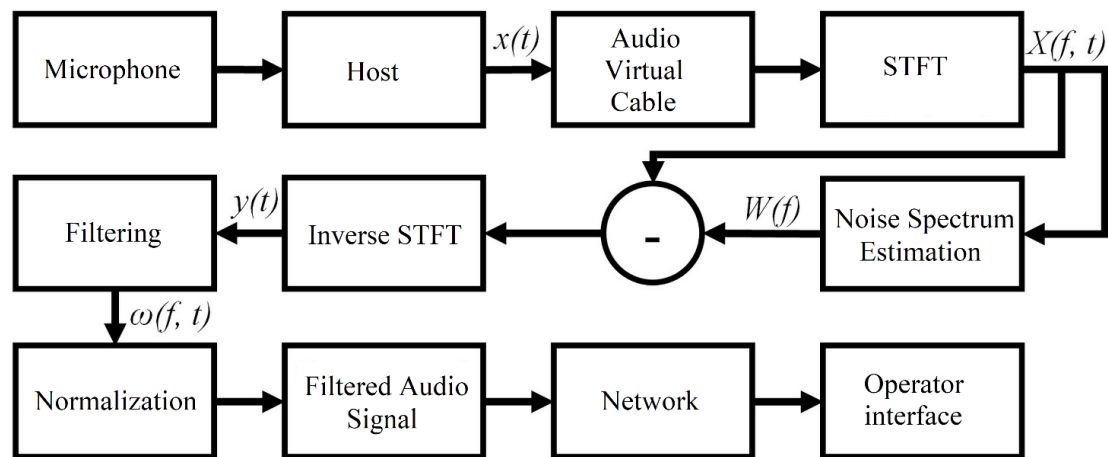 Microphone
Host
x(t)
Audio
Virtual
Cable
STFT
X(f, t)
Filtering
y(t)
Inverse STFT
-
W(f)
Noise Spectrum
Estimation
ω(f, t)
Normalization
Filtered Audio
Signal
Network
Operator
interface